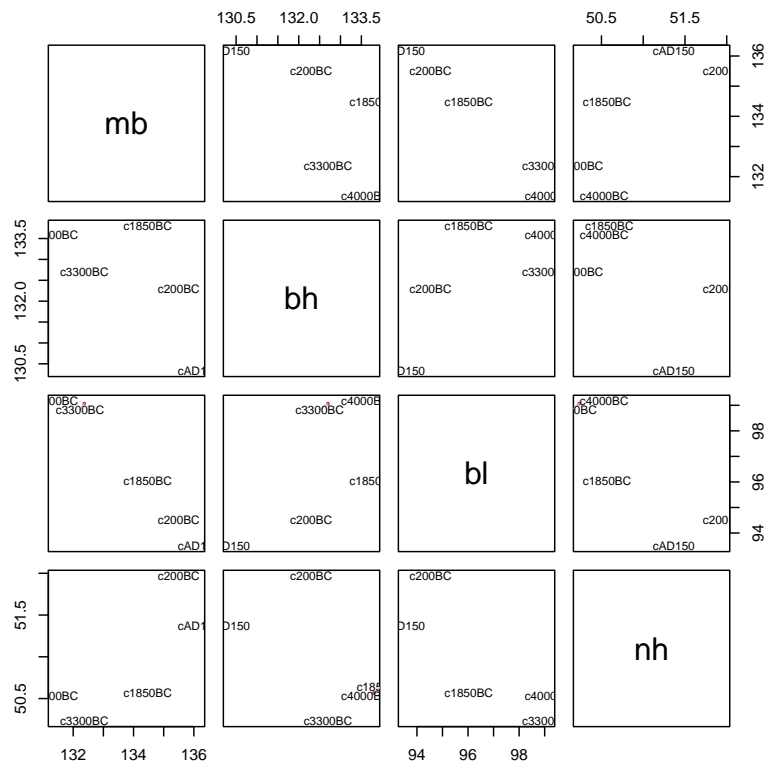 130.5 132.0 133.5 50.5 51.5
D150 D150 cAD150 136
c200BC c200BC c200
c1850 c1850BC c1850BC 134
mb
c3300BC c3300 00BC 132
c4000B c4000 c4000BC
c1850BC c1850BC c1850BC
133.5 00BC c4000 c4000BC
c3300BC c3300 00BC
132.0 c200BC bh c200BC c200
130.5 cAD1 D150 cAD150
00BC c4000B c4000BC
c3300BC c3300BC 0BC
98
c1850BC c1850 bl c1850BC 96
c200BC c200BC c200
cAD1 D150 cAD150 94
c200BC c200BC c200BC
51.5 cAD1 D150 D150
nh
c1850BC c185 c1850BC
50.5 00BC c4000B c4000
c3300BC c3300BC c3300
132 134 136 94 96 98